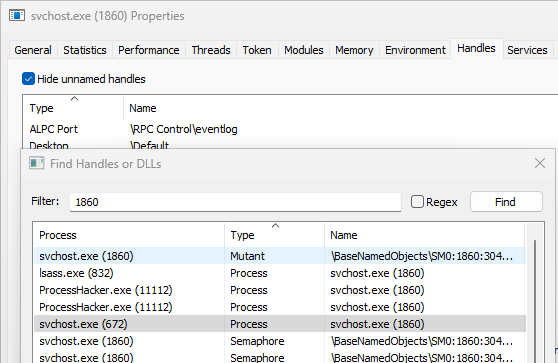 svchost.exe (1860) Properties
General Statistics Performance Threads Token Modules Memory Environment Handles Services
Hide unnamed handles
Type Name
ALPC Port \RPC Control\eventlog
Desktop \Default
Find Handles or DLLs
Filter: 1860 Regex Find
Process Type Name
svchost.exe (1860) Mutant \BaseNamedObjects\SM0:1860:304...
lsass.exe (832) Process svchost.exe (1860)
ProcessHacker.exe (11112) Process svchost.exe (1860)
ProcessHacker.exe (11112) Process svchost.exe (1860)
svchost.exe (672) Process svchost.exe (1860)
svchost.exe (1860) Semaphore \BaseNamedObjects\SM0:1860:304...
svchost.exe (1860) Semaphore \BaseNamedObjects\SM0:1860:304...